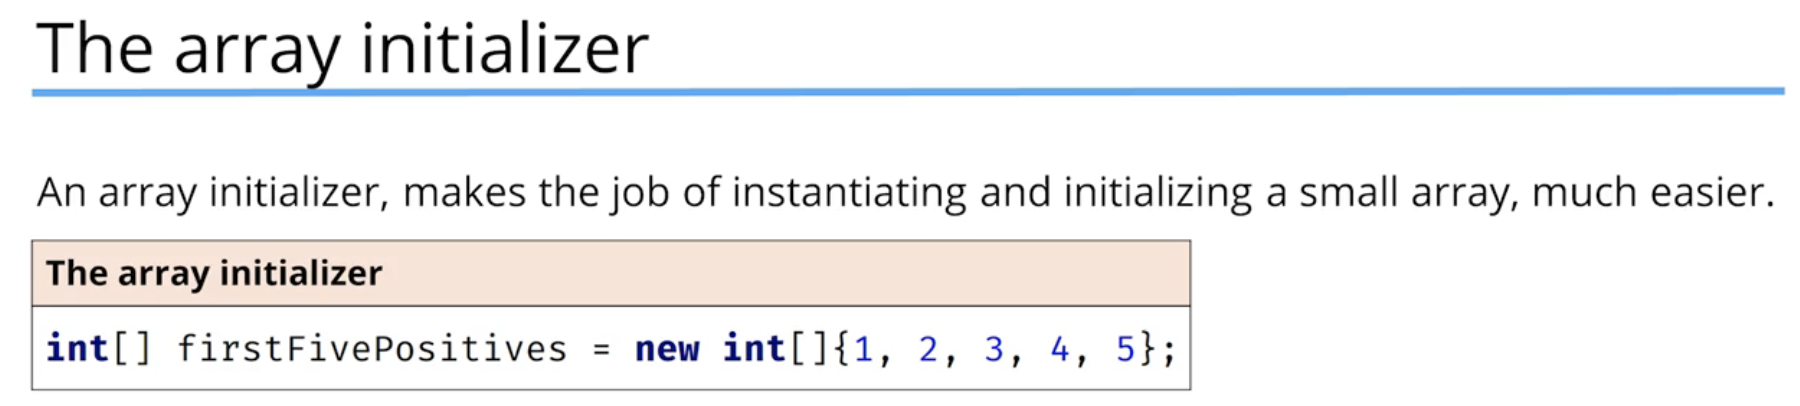 The array initializer
An array initializer, makes the job of instantiating and initializing a small array, much easier.
The array initializer
int[] firstFivePositives = new int[]{1, 2, 3, 4, 5};